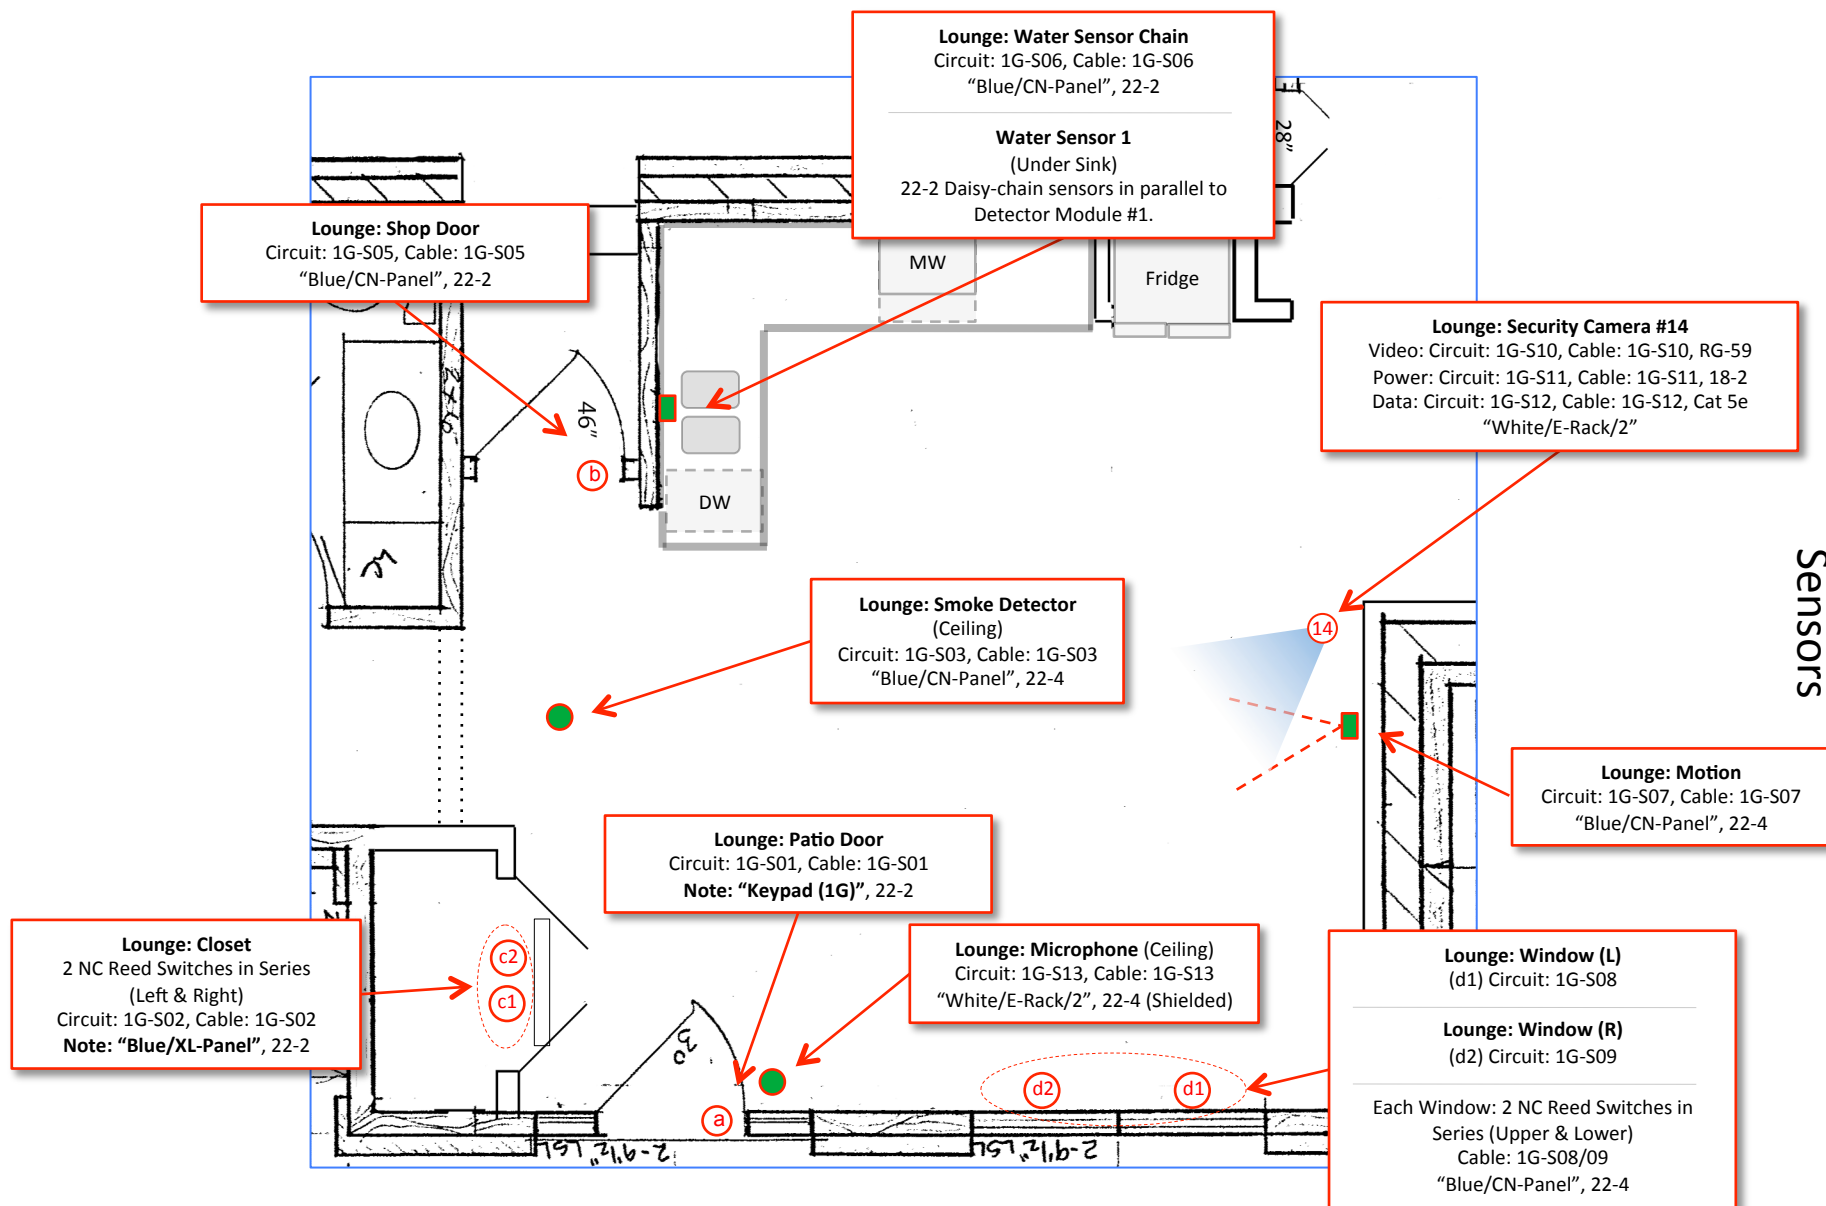 Lounge: Water Sensor Chain
Circuit: 1G-S06, Cable: 1G-S06
“Blue/CN-Panel”, 22-2
Water Sensor 1
(Under Sink)
22-2 Daisy-chain sensors in parallel to
Detector Module #1.
28"
Lounge: Shop Door
Circuit: 1G-S05, Cable: 1G-S05
“Blue/CN-Panel”, 22-2
MW
Fridge
Lounge: Security Camera #14
Video: Circuit: 1G-S10, Cable: 1G-S10, RG-59
Power: Circuit: 1G-S11, Cable: 1G-S11, 18-2
Data: Circuit: 1G-S12, Cable: 1G-S12, Cat 5e
“White/E-Rack/2”
2x6
46"
b
DW
Sensors
Lounge: Smoke Detector
(Ceiling)
Circuit: 1G-S03, Cable: 1G-S03
“Blue/CN-Panel”, 22-4
14
Lounge: Motion
Circuit: 1G-S07, Cable: 1G-S07
“Blue/CN-Panel”, 22-4
Lounge: Patio Door
Circuit: 1G-S01, Cable: 1G-S01
Note: “Keypad (1G)”, 22-2
Lounge: Closet
2 NC Reed Switches in Series
(Left & Right)
Circuit: 1G-S02, Cable: 1G-S02
Note: “Blue/XL-Panel”, 22-2
c2
c1
Lounge: Microphone (Ceiling)
Circuit: 1G-S13, Cable: 1G-S13
“White/E-Rack/2”, 22-4 (Shielded)
Lounge: Window (L)
(d1) Circuit: 1G-S08
Lounge: Window (R)
(d2) Circuit: 1G-S09
Each Window: 2 NC Reed Switches in
Series (Upper & Lower)
Cable: 1G-S08/09
“Blue/CN-Panel”, 22-4
30
a
d2
d1
2-9½" LSL
2-9½" LSL